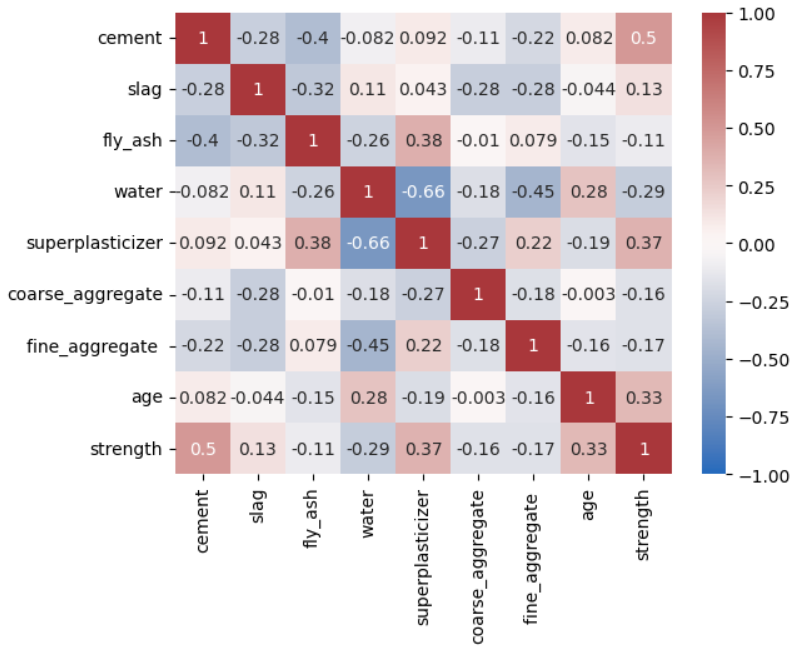 cement 1 -0.28 -0.4 -0.082 0.092 -0.11 -0.22 0.082 0.5
slag -0.28 1 -0.32 0.11 0.043 -0.28 -0.28 -0.044 0.13
fly_ash -0.4 -0.32 1 -0.26 0.38 -0.01 0.079 -0.15 -0.11
water -0.082 0.11 -0.26 1 -0.66 -0.18 -0.45 0.28 -0.29
superplasticizer 0.092 0.043 0.38 -0.66 1 -0.27 0.22 -0.19 0.37
coarse_aggregate -0.11 -0.28 -0.01 -0.18 -0.27 1 -0.18 -0.003 -0.16
fine_aggregate -0.22 -0.28 0.079 -0.45 0.22 -0.18 1 -0.16 -0.17
age 0.082 -0.044 -0.15 0.28 -0.19 -0.003 -0.16 1 0.33
strength 0.5 0.13 -0.11 -0.29 0.37 -0.16 -0.17 0.33 1
cement
slag
fly_ash
water
superplasticizer
coarse_aggregate
fine_aggregate
age
strength
1.00
0.75
0.50
0.25
0.00
−0.25
−0.50
−0.75
−1.00